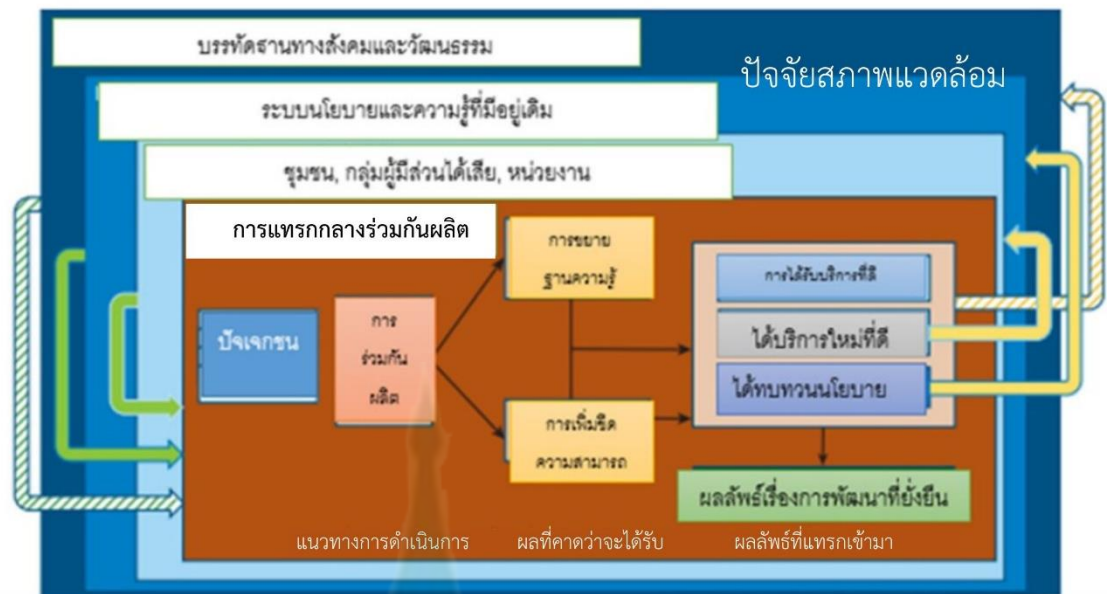 บรรทัดฐานทางสังคมและวัฒนธรรม
ปัจจัยสภาพแวดล้อม
ระบบนโยบายและความรู้ที่มีอยู่เดิม
ชุมชน, กลุ่มผู้มีส่วนได้เสีย, หน่วยงาน
การแทรกกลางร่วมกันผลิต
ปัจเจกชน
การ
ร่วมกัน
ผลิต
การขยาย
ฐานความรู้
การเพิ่มขีด
ความสามารถ
การได้รับบริการที่ดี
ได้บริการใหม่ที่ดี
ได้ทบทวนนโยบาย
ผลลัพธ์เรื่องการพัฒนาที่ยั่งยืน
แนวทางการดำเนินการ
ผลที่คาดว่าจะได้รับ
ผลลัพธ์ที่แทรกเข้ามา